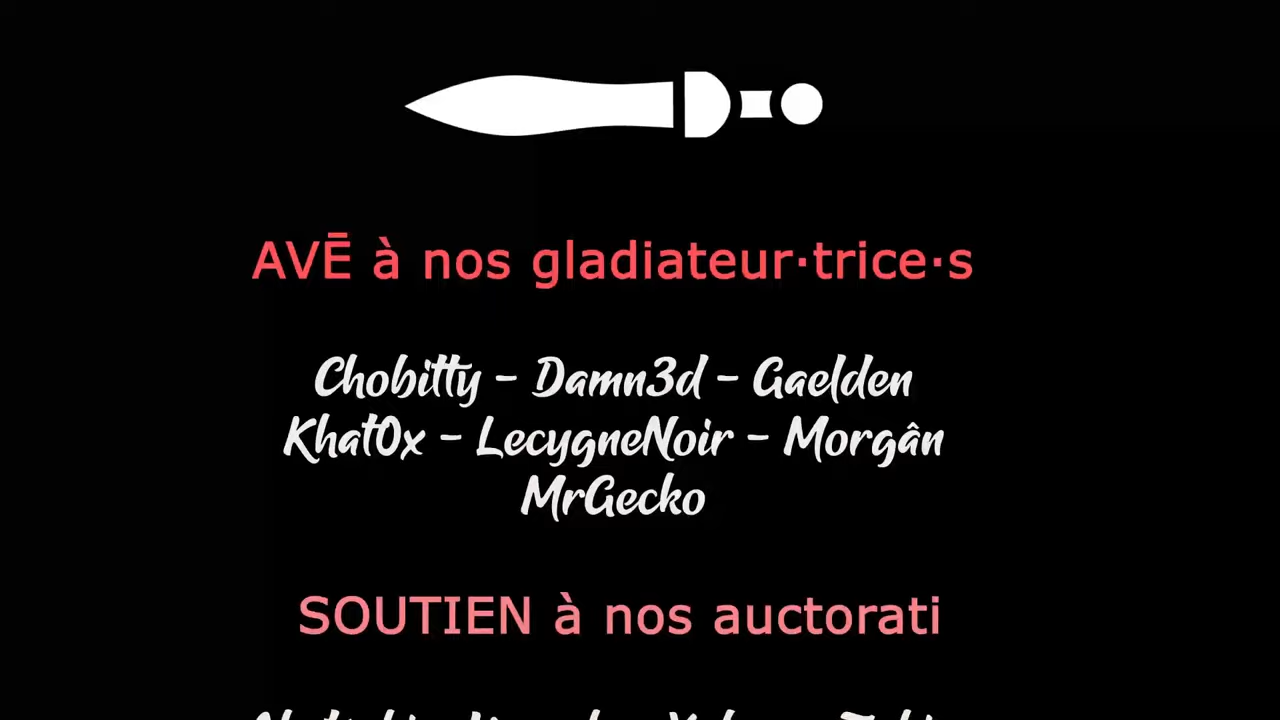 AVĒ à nos gladiateur·trice·s
Chobitty - Damn3d - Gaelden
Khat0x - LecygneNoir - Morgân
MrGecko
SOUTIEN à nos auctorati